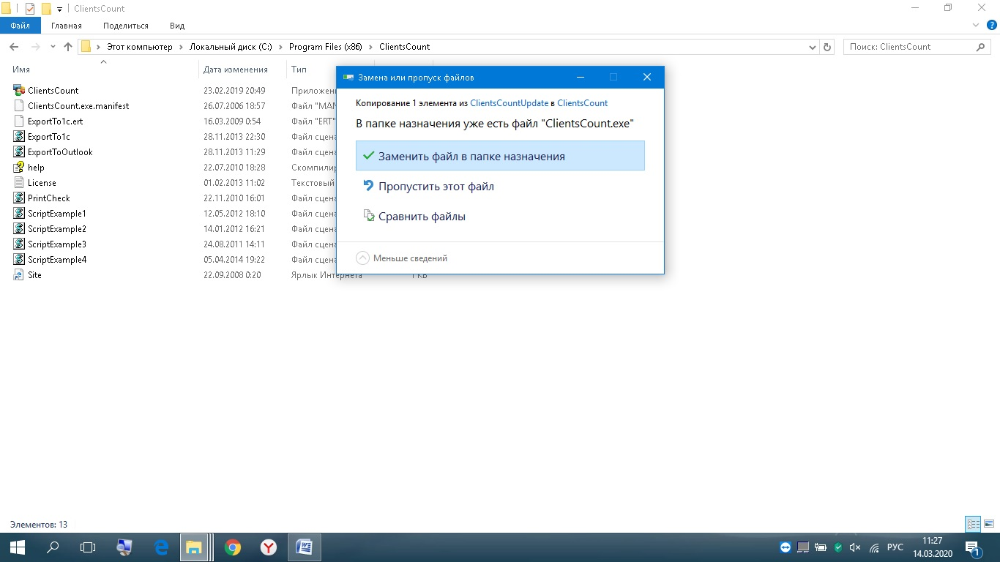 ClientsCount
Файл Главная Поделиться Вид
Этот компьютер Локальный диск (C:) Program Files (x86) ClientsCount Поиск: ClientsCount
Имя Дата изменения Тип
ClientsCount 23.02.2019 20:49
ClientsCount.exe.manifest 26.07.2006 18:57 Файл "MAN
ExportTo1c.ert 16.03.2009 0:54 Файл "ERT"
ExportTo1c 28.11.2013 22:30 Файл сцена
ExportToOutlook 28.11.2013 11:29 Файл сцена
help 22.07.2010 18:28 Скомпилир
License 01.02.2013 11:02 Текстовый
PrintCheck 22.11.2010 16:01 Файл сцена
ScriptExample1 12.05.2012 18:10 Файл сцена
ScriptExample2 14.01.2012 16:21 Файл сцена
ScriptExample3 24.08.2011 14:11 Файл сцена
ScriptExample4 05.04.2014 19:22 Файл сцена
Site 22.09.2008 0:20 Ярлык Интернета 1 КБ
Замена или пропуск файлов
Копирование 1 элемента из ClientsCountUpdate в ClientsCount
В папке назначения уже есть файл "ClientsCount.exe"
Заменить файл в папке назначения
Пропустить этот файл
Сравнить файлы
Меньше сведений
Элементов: 13
РУС
11:27
14.03.2020
1